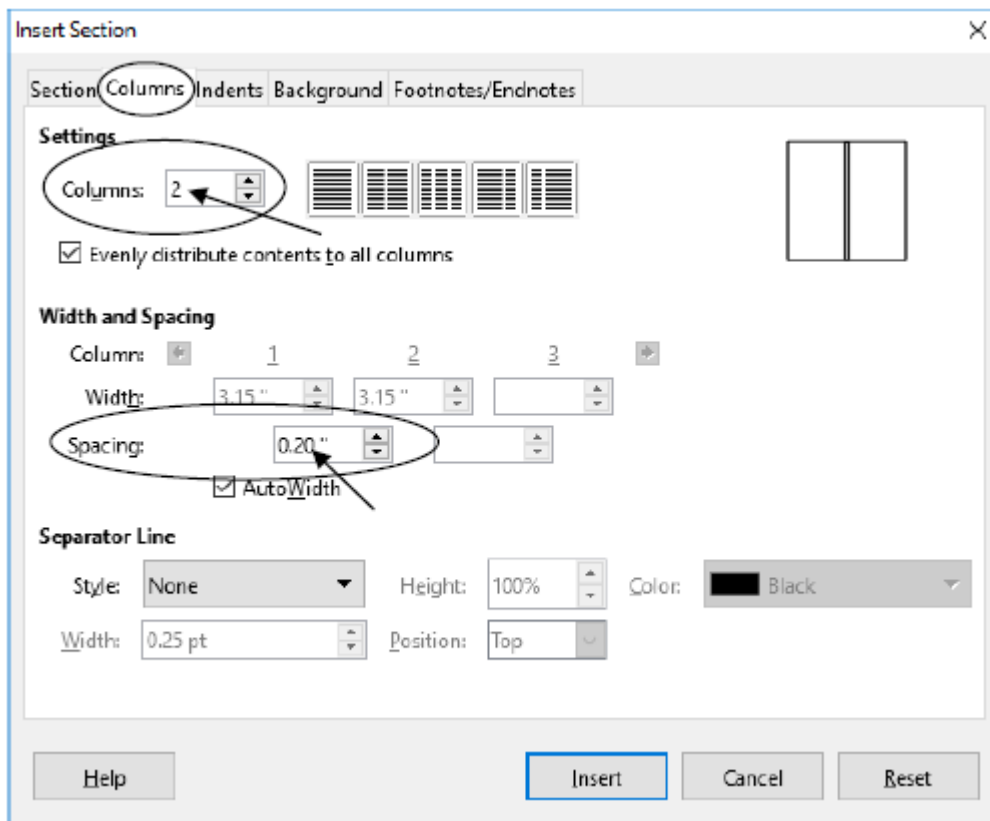 Insert Section
Section Columns Indents Background Footnotes/Endnotes
Settings
Columns: 2
Evenly distribute contents to all columns
Width and Spacing
Column: 1 2 3
Width: 3.15 " 3.15 "
Spacing: 0.20 "
AutoWidth
Separator Line
Style: None Height: 100% Color: Black
Width: 0.25 pt Position: Top
Help Insert Cancel Reset